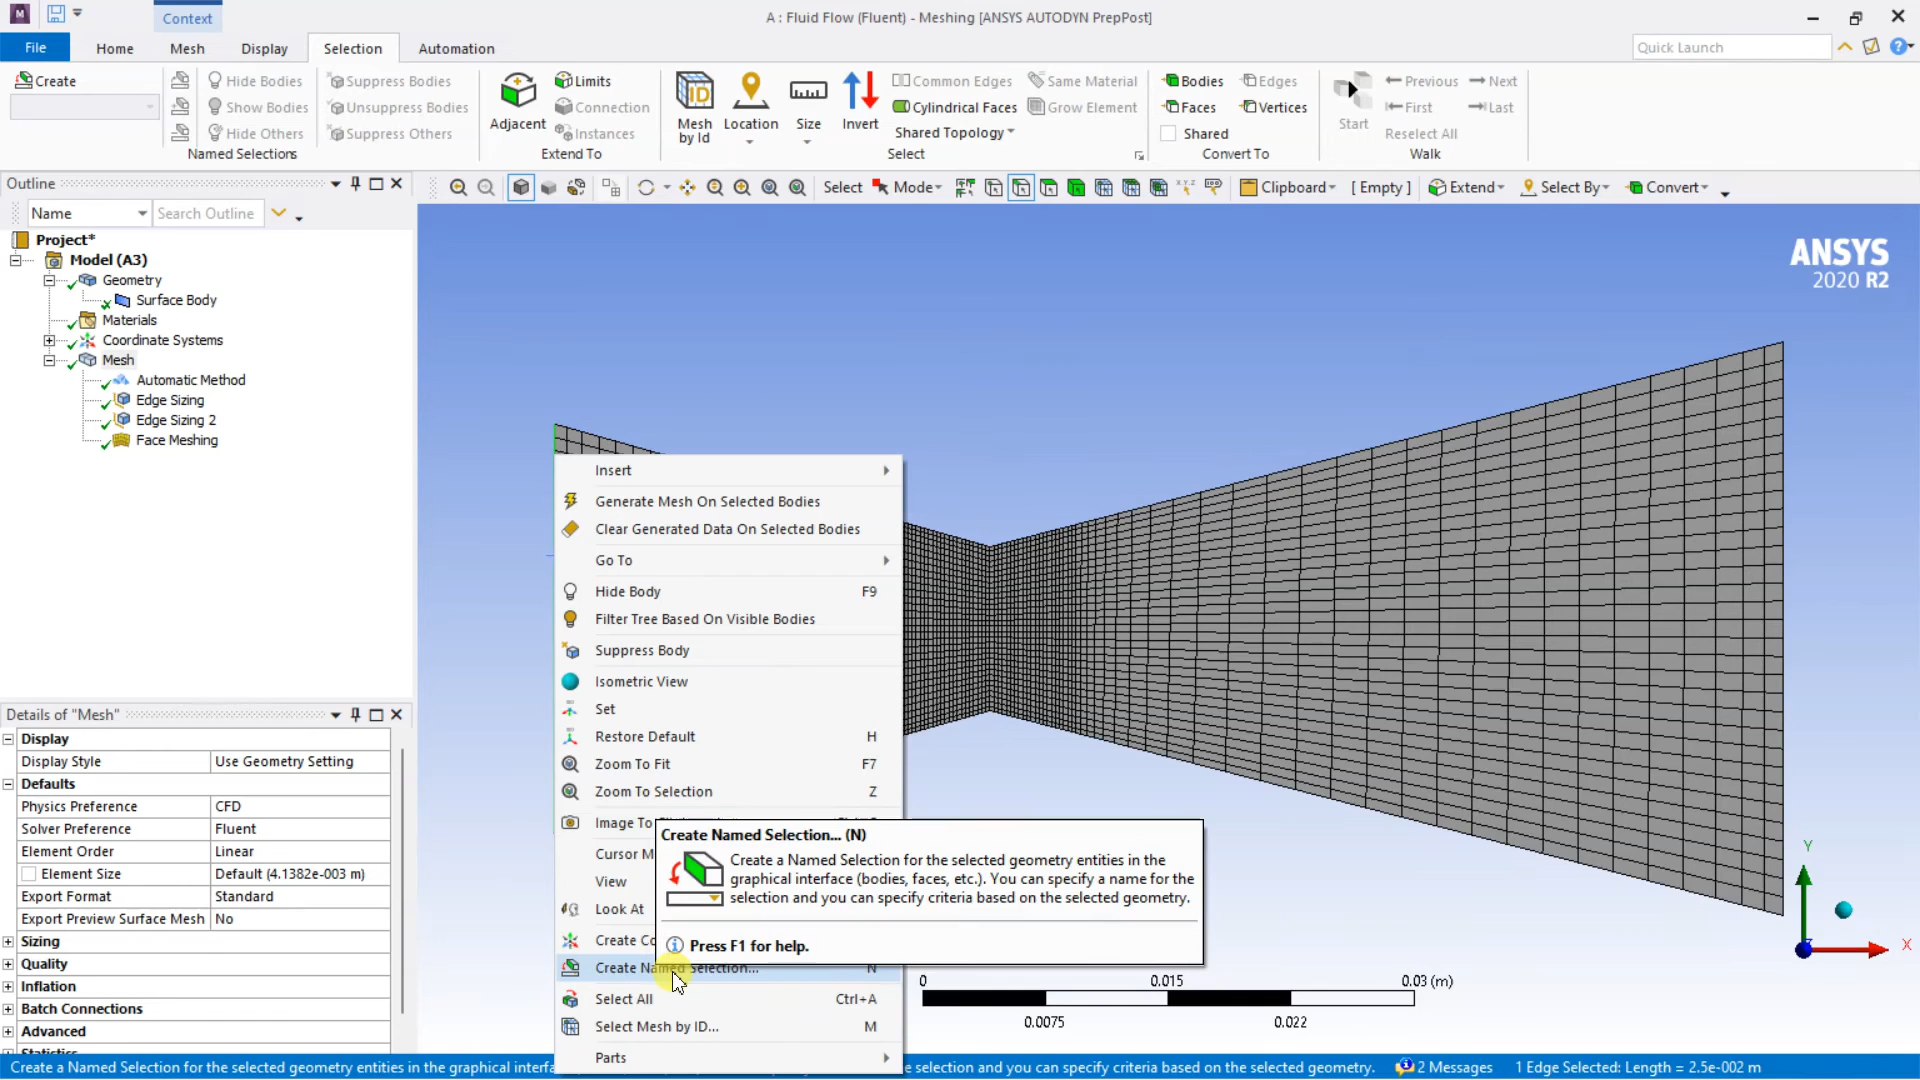 Context
A : Fluid Flow (Fluent) - Meshing [ANSYS AUTODYN PrepPost]
File Home Mesh Display Selection Automation
Quick Launch
Create
Hide Bodies
Show Bodies
Hide Others
Named Selections
Suppress Bodies
Unsuppress Bodies
Suppress Others
Adjacent
Limits
Connection
Instances
Extend To
Mesh by Id
Location
Size
Invert
Common Edges
Cylindrical Faces
Shared Topology
Same Material
Grow Element
Select
Bodies
Edges
Faces
Vertices
Shared
Convert To
Start
Previous
Next
First
Last
Reselect All
Walk
Select Mode Clipboard [ Empty ] Extend Select By Convert
Outline
Name
Search Outline
Project*
Model (A3)
Geometry
Surface Body
Materials
Coordinate Systems
Mesh
Automatic Method
Edge Sizing
Edge Sizing 2
Face Meshing
ANSYS
2020 R2
Insert
Generate Mesh On Selected Bodies
Clear Generated Data On Selected Bodies
Go To
Hide Body F9
Filter Tree Based On Visible Bodies
Suppress Body
Isometric View
Set
Restore Default H
Zoom To Fit F7
Zoom To Selection Z
Image To
Cursor M
View
Look At
Create Co
Create Named Selection... N
Select All Ctrl+A
Select Mesh by ID... M
Parts
Create Named Selection... (N)
Create a Named Selection for the selected geometry entities in the
graphical interface (bodies, faces, etc.). You can specify a name for the
selection and you can specify criteria based on the selected geometry.
Press F1 for help.
Details of "Mesh"
Display
Display Style Use Geometry Setting
Defaults
Physics Preference CFD
Solver Preference Fluent
Element Order Linear
Element Size Default (4.1382e-003 m)
Export Format Standard
Export Preview Surface Mesh No
Sizing
Quality
Inflation
Batch Connections
Advanced
Statistics
0 0.015 0.03 (m)
0.0075 0.022
Y
X
Create a Named Selection for the selected geometry entities in the graphical interfa
e selection and you can specify criteria based on the selected geometry.
2 Messages
1 Edge Selected: Length = 2.5e-002 m